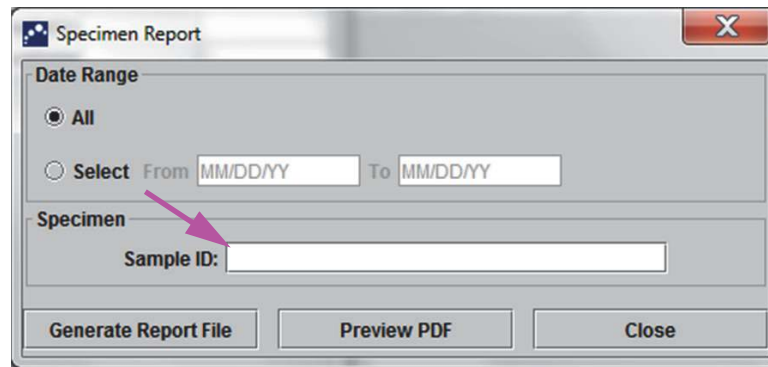 Specimen Report
Date Range
All
Select From MM/DD/YY To MM/DD/YY
Specimen
Sample ID:
Generate Report File Preview PDF Close